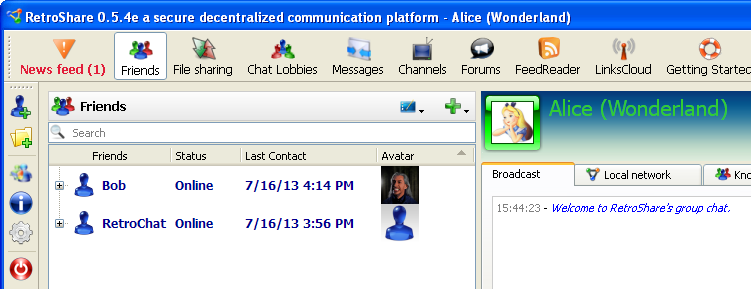 RetroShare 0.5.4e a secure decentralized communication platform - Alice (Wonderland)
News feed (1) Friends File sharing Chat Lobbies Messages Channels Forums FeedReader LinksCloud Getting Started
Friends
Alice (Wonderland)
Search
Friends Status Last Contact Avatar
Broadcast Local network Kno
Bob Online 7/16/13 4:14 PM
15:44:23 - Welcome to RetroShare's group chat.
RetroChat Online 7/16/13 3:56 PM